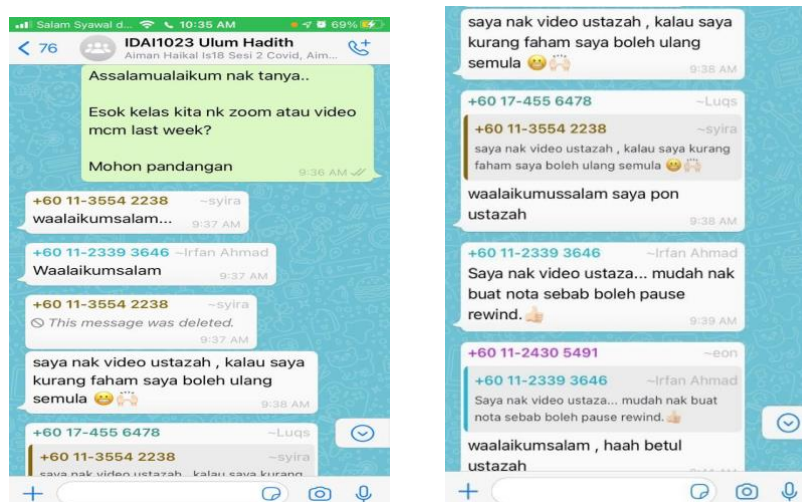 Salam Syawal d... 10:35 AM 69%
76 IDAI1023 Ulum Hadith
Aiman Haikal Is18 Sesi 2 Covid, Aim...
Assalamualaikum nak tanya..
Esok kelas kita nk zoom atau video
mcm last week?
Mohon pandangan
9:36 AM
+60 11-3554 2238 ~syira
waalaikumsalam... 9:37 AM
+60 11-2339 3646 ~Irfan Ahmad
Waalaikumsalam 9:37 AM
+60 11-3554 2238 ~syira
This message was deleted.
9:37 AM
saya nak video ustazah , kalau saya
kurang faham saya boleh ulang
semula 😬🙌🏻 9:38 AM
+60 17-455 6478 ~Luqs
+60 11-3554 2238 ~syira
saya nak video ustazah , kalau saya kurang
saya nak video ustazah , kalau saya
kurang faham saya boleh ulang
semula 😬🙌🏻 9:38 AM
+60 17-455 6478 ~Luqs
+60 11-3554 2238 ~syira
saya nak video ustazah , kalau saya kurang
faham saya boleh ulang semula 😬🙌🏻
waalaikumussalam saya pon
ustazah 9:38 AM
+60 11-2339 3646 ~Irfan Ahmad
Saya nak video ustaza... mudah nak
buat nota sebab boleh pause
rewind.👍🏻 9:39 AM
+60 11-2430 5491 ~eon
+60 11-2339 3646 ~Irfan Ahmad
Saya nak video ustaza... mudah nak buat
nota sebab boleh pause rewind.👍🏻
waalaikumsalam , haah betul
ustazah